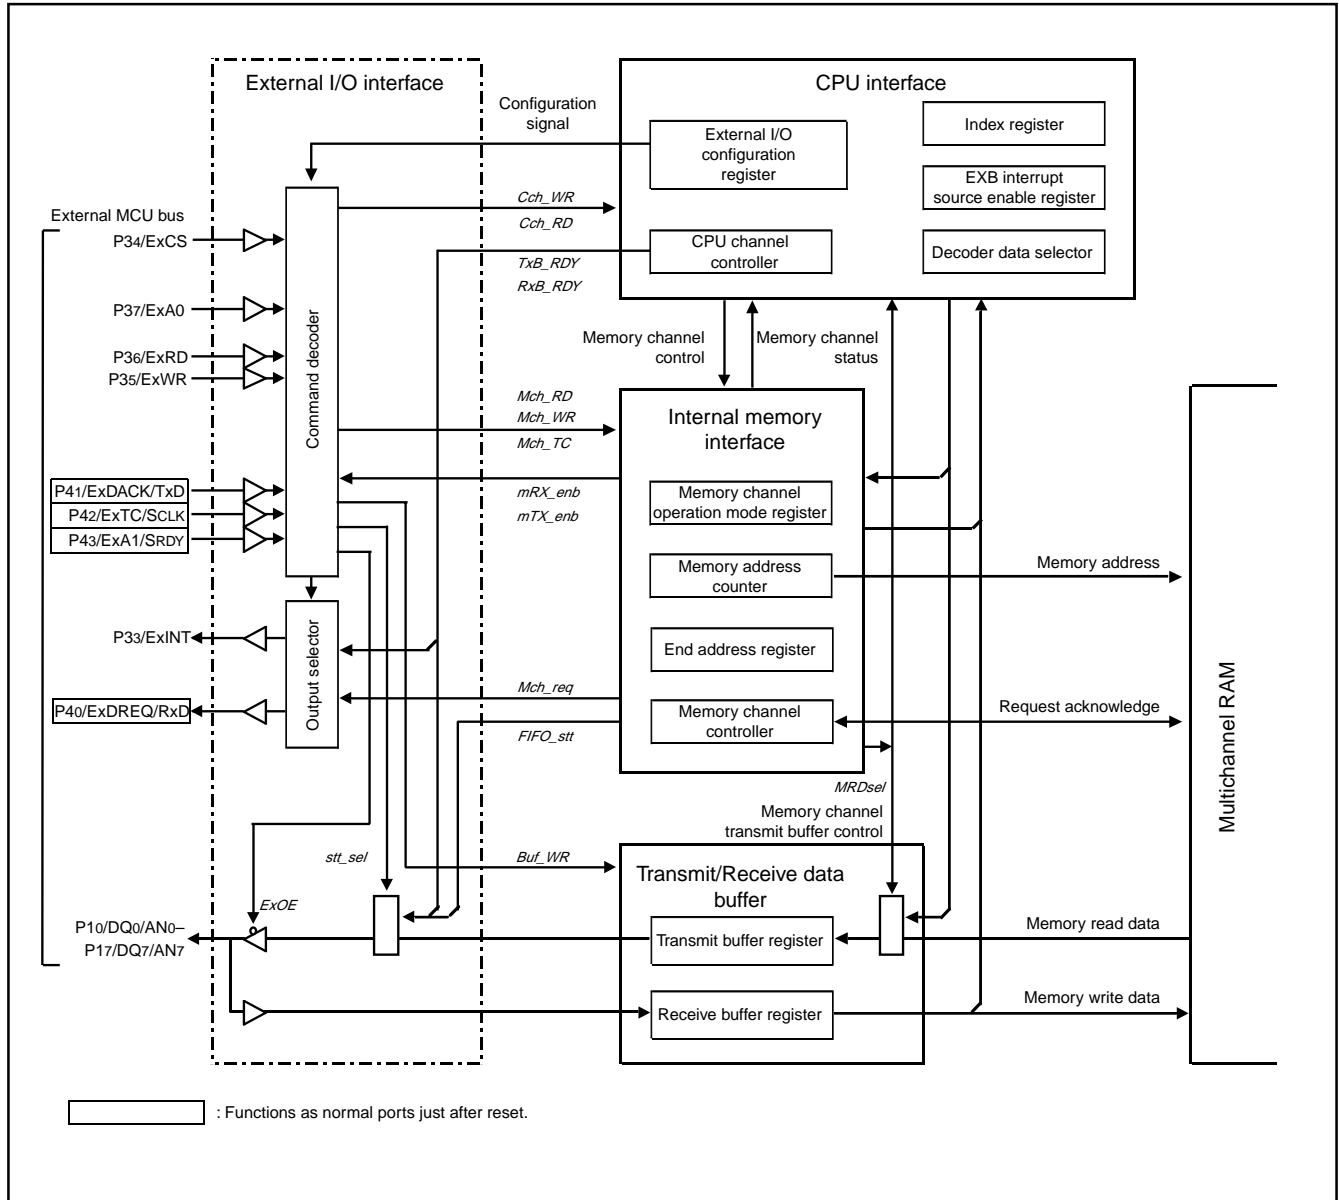 External I/O interface
CPU interface
Configuration
signal
External I/O
configuration
register
Index register
EXB interrupt
source enable register
CPU channel
controller
Decoder data selector
External MCU bus
P34/ExCS
P37/ExA0
P36/ExRD
P35/ExWR
P41/ExDACK/TxD
P42/ExTC/SCLK
P43/ExA1/SRDY
P33/ExINT
P40/ExDREQ/RxD
P10/DQ0/AN0–
P17/DQ7/AN7
Command decoder
Output selector
Cch_WR
Cch_RD
TxB_RDY
RxB_RDY
Memory channel
control
Memory channel
status
Mch_RD
Mch_WR
Mch_TC
mRX_enb
mTX_enb
Mch_req
FIFO_stt
Internal memory
interface
Memory channel
operation mode register
Memory address
counter
End address register
Memory channel
controller
Memory address
Request acknowledge
Multichannel RAM
MRDsel
Memory channel
transmit buffer control
stt_sel
Buf_WR
ExOE
Transmit/Receive data
buffer
Transmit buffer register
Receive buffer register
Memory read data
Memory write data
: Functions as normal ports just after reset.